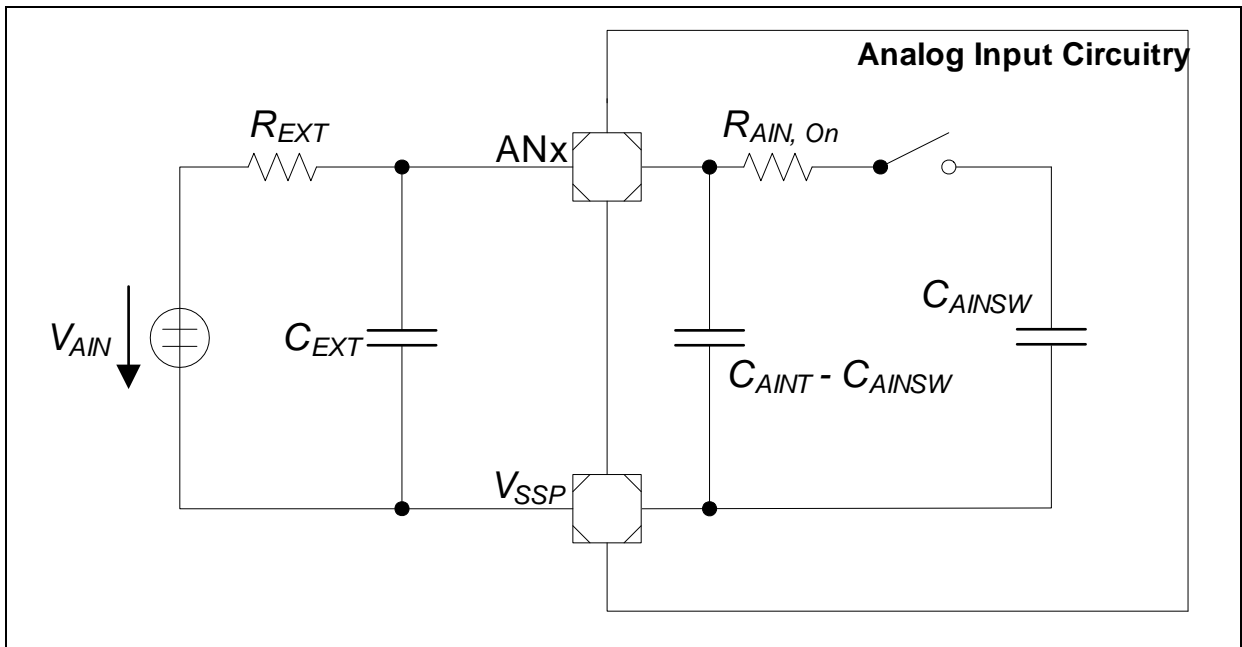 Analog Input Circuitry
R_EXT
ANx
R_AIN, On
V_AIN
C_EXT
C_AINT - C_AINSW
C_AINSW
V_SSP